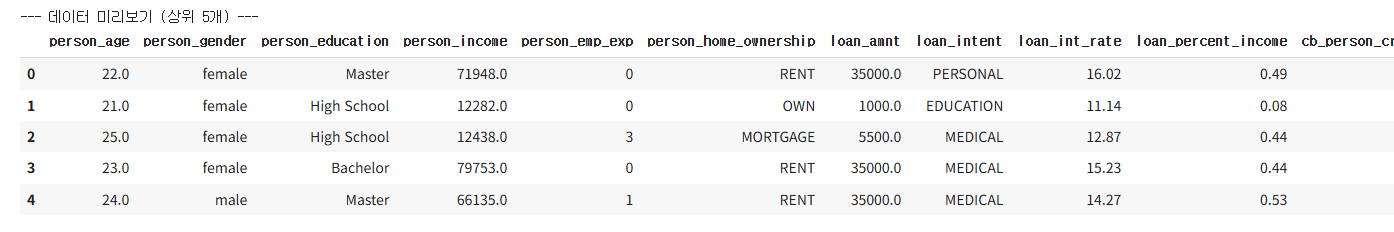 --- 데이터 미리보기 (상위 5개) ---
person_age person_gender person_education person_income person_emp_exp person_home_ownership loan_amnt loan_intent loan_int_rate loan_percent_income cb_person_cr
0 22.0 female Master 71948.0 0 RENT 35000.0 PERSONAL 16.02 0.49
1 21.0 female High School 12282.0 0 OWN 1000.0 EDUCATION 11.14 0.08
2 25.0 female High School 12438.0 3 MORTGAGE 5500.0 MEDICAL 12.87 0.44
3 23.0 female Bachelor 79753.0 0 RENT 35000.0 MEDICAL 15.23 0.44
4 24.0 male Master 66135.0 1 RENT 35000.0 MEDICAL 14.27 0.53